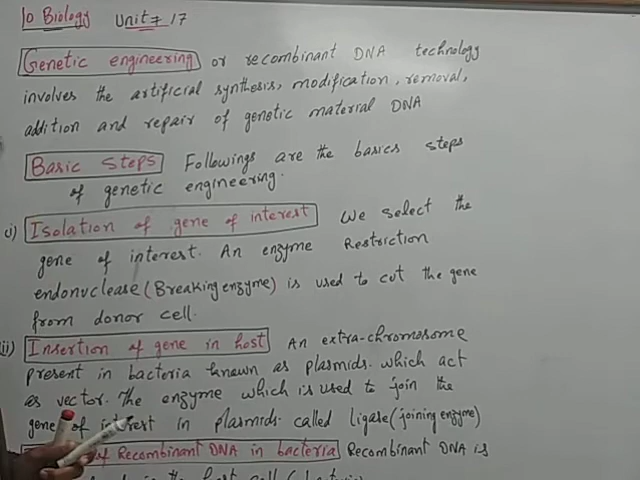 10 Biology Unit # 17
Genetic engineering or recombinant DNA technology
involves the artificial synthesis, modification, removal,
addition and repair of genetic material DNA
Basic Steps Followings are the basics steps
of genetic engineering.
i) Isolation of gene of interest We select the
gene of interest. An enzyme Restriction
endonuclease (Breaking enzyme) is used to cut the gene
from donor cell.
ii) Insertion of gene in host An extra-chromosome
present in bacteria known as plasmids. which act
as vector. The enzyme which is used to join the
gene of interest in plasmids. called ligase (joining enzyme)
of Recombinant DNA in bacteria Recombinant DNA is
in the host cell (